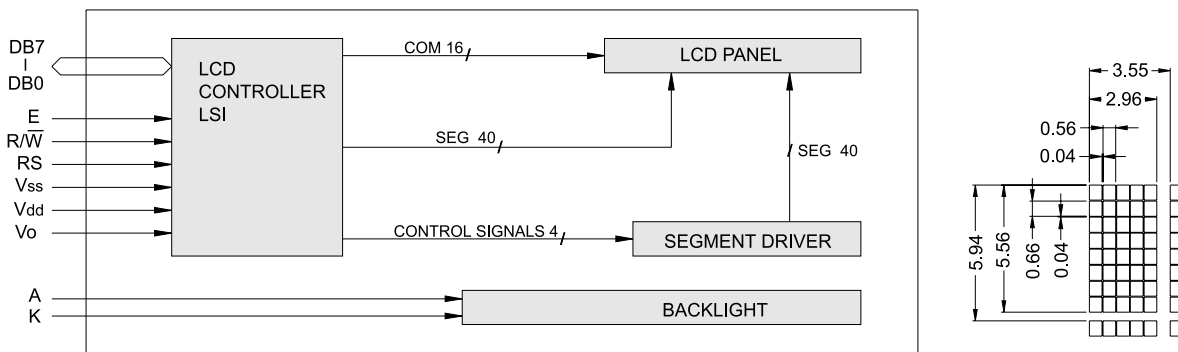 DB7
DB0
E
R/W̅
RS
Vss
Vdd
Vo
A
K
LCD
CONTROLLER
LSI
COM 16
LCD PANEL
SEG 40
SEG 40
CONTROL SIGNALS 4
SEGMENT DRIVER
BACKLIGHT
3.55
2.96
0.56
0.04
5.94
5.56
0.66
0.04